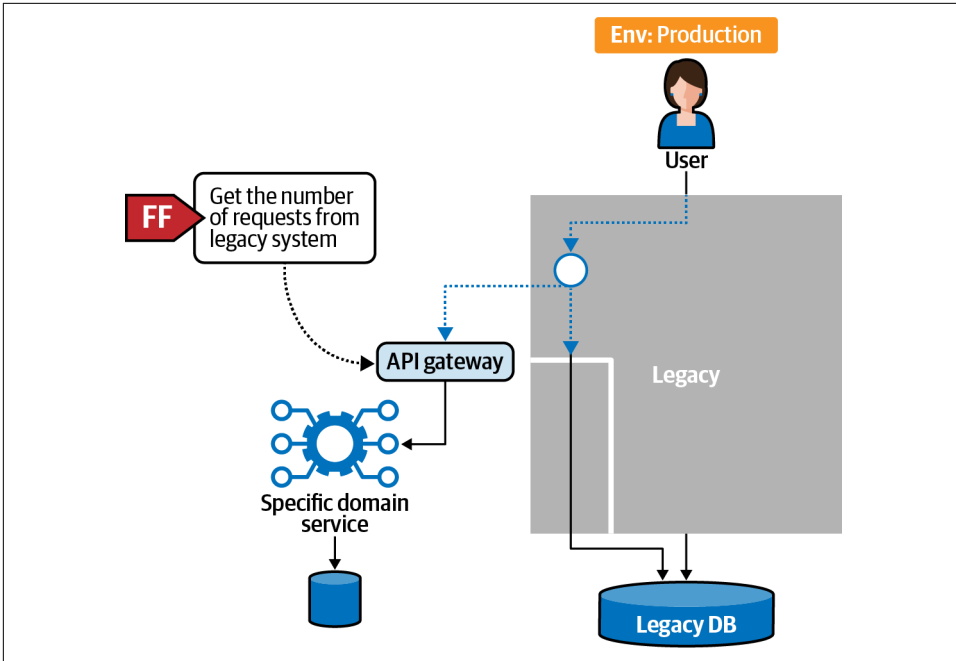 Env: Production
User
FF
Get the number
of requests from
legacy system
API gateway
Legacy
Specific domain
service
Legacy DB